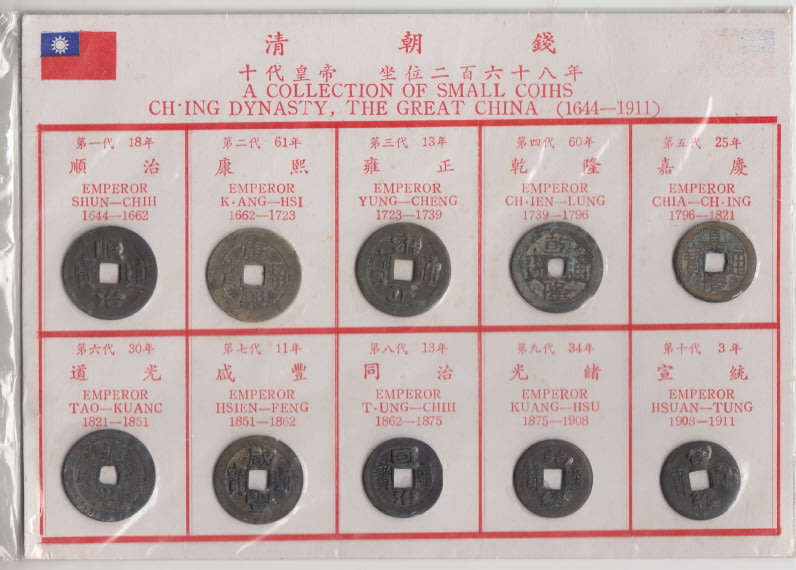 清朝錢
十代皇帝 坐位二百六十八年
A COLLECTION OF SMALL COIHS
CH·ING DYNASTY, THE GREAT CHINA (1644—1911)
第一代 18年
順治
EMPEROR
SHUN—CHIH
1644—1662
第二代 61年
康熙
EMPEROR
K·ANG—HSI
1662—1723
第三代 13年
雍正
EMPEROR
YUNG—CHENG
1723—1739
第四代 60年
乾隆
EMPEROR
CH·IEN—LUNG
1739—1796
第五代 25年
嘉慶
EMPEROR
CHIA—CH·ING
1796—1821
第六代 30年
道光
EMPEROR
TAO—KUANC
1821—1851
第七代 11年
咸豐
EMPEROR
HSIEN—FENG
1851—1862
第八代 13年
同治
EMPEROR
T·UNG—CHIH
1862—1875
第九代 34年
光緒
EMPEROR
KUANG—HSU
1875—1908
第十代 3年
宣統
EMPEROR
HSUAN—TUNG
1908—1911